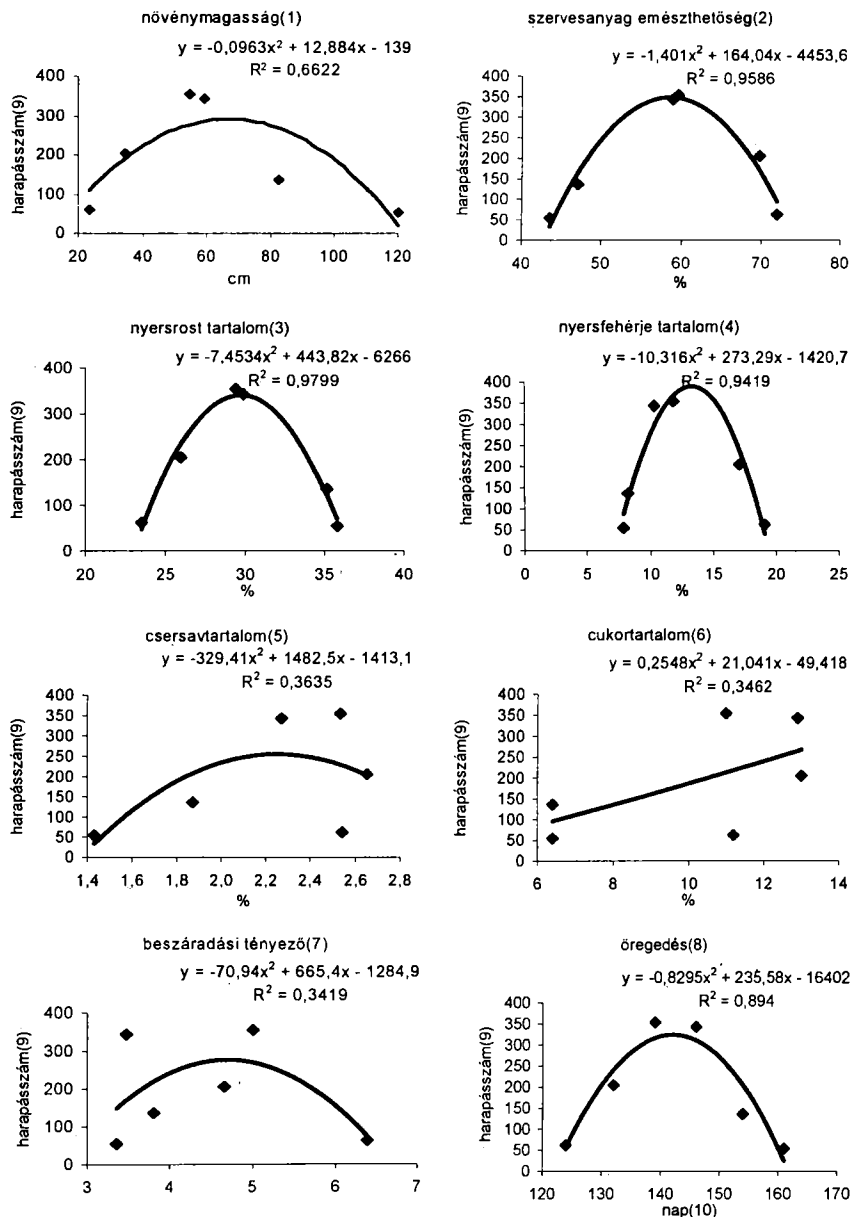 növénymagasság(1)
y = -0,0963x² + 12,884x - 139
R² = 0,6622
harapásszám(9)
400
300
200
100
0
20 40 60 80 100 120
cm
szervesanyag emészthetőség(2)
y = -1,401x² + 164,04x - 4453,6
R² = 0,9586
harapásszám(9)
400
350
300
250
200
150
100
50
0
40 50 60 70 80
%
nyersrost tartalom(3)
y = -7,4534x² + 443,82x - 6266
R² = 0,9799
harapásszám(9)
400
300
200
100
0
20 25 30 35 40
%
nyersfehérje tartalom(4)
y = -10,316x² + 273,29x - 1420,7
R² = 0,9419
harapásszám(9)
400
350
300
250
200
150
100
50
0
0 5 10 15 20 25
%
csersavtartalom(5)
y = -329,41x² + 1482,5x - 1413,1
R² = 0,3635
harapásszám(9)
400
350
300
250
200
150
100
50
0
1,4 1,6 1,8 2,0 2,2 2,4 2,6 2,8
%
cukortartalom(6)
y = 0,2548x² + 21,041x - 49,418
R² = 0,3462
harapásszám(9)
400
350
300
250
200
150
100
50
0
6 8 10 12 14
%
beszáradási tényező(7)
y = -70,94x² + 665,4x - 1284,9
R² = 0,3419
harapásszám(9)
400
300
200
100
0
3 4 5 6 7
öregedés(8)
y = -0,8295x² + 235,58x - 16402
R² = 0,894
harapásszám(9)
400
350
300
250
200
150
100
50
0
120 130 140 150 160 170
nap(10)